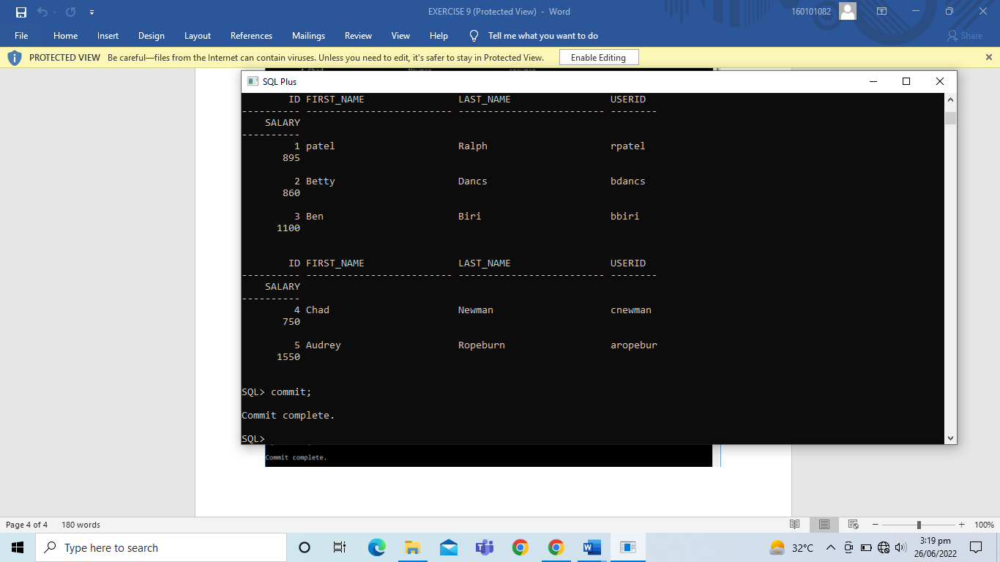 EXERCISE 9 (Protected View) - Word
160101082
File Home Insert Design Layout References Mailings Review View Help Tell me what you want to do Share
PROTECTED VIEW Be careful—files from the Internet can contain viruses. Unless you need to edit, it's safer to stay in Protected View. Enable Editing
SQL Plus
ID FIRST_NAME LAST_NAME USERID
---------- ------------------------- ------------------------- --------
SALARY
----------
1 patel Ralph rpatel
895
2 Betty Dancs bdancs
860
3 Ben Biri bbiri
1100
ID FIRST_NAME LAST_NAME USERID
---------- ------------------------- ------------------------- --------
SALARY
----------
4 Chad Newman cnewman
750
5 Audrey Ropeburn aropebur
1550
SQL> commit;
Commit complete.
SQL>
Commit complete.
Page 4 of 4 180 words 100%
Type here to search 32°C 3:19 pm
26/06/2022